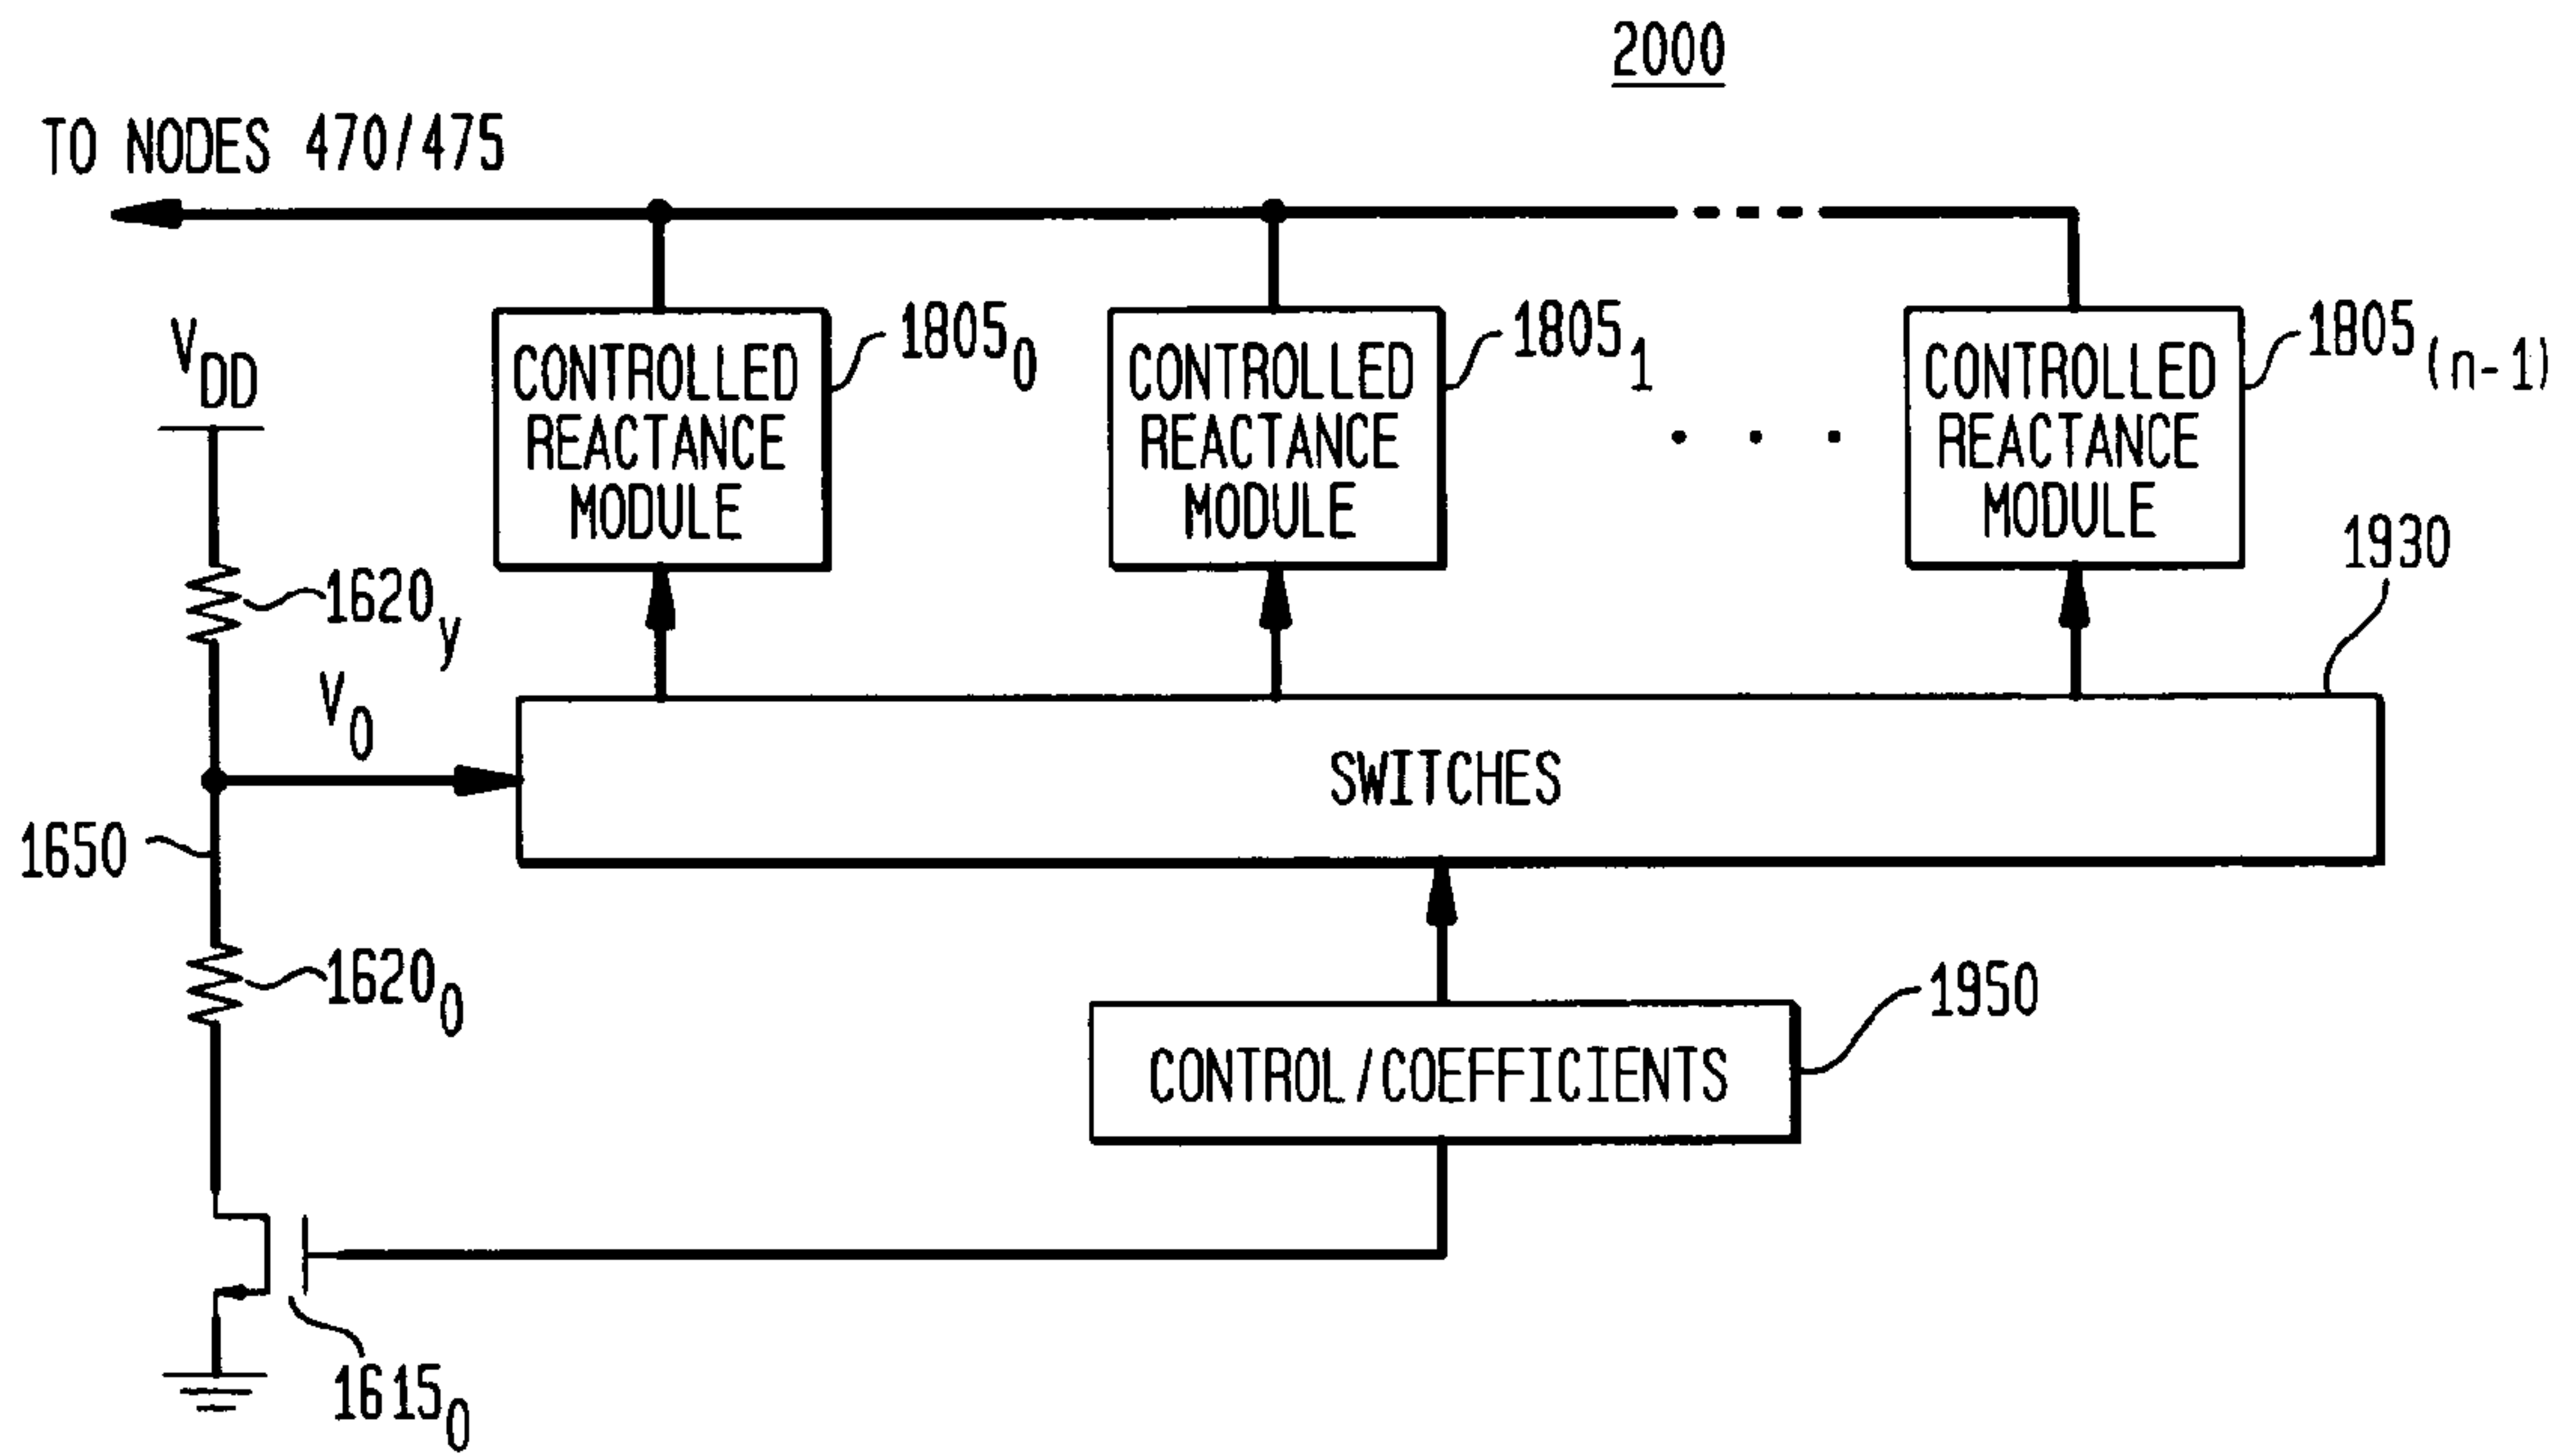 2000
TO NODES 470/475
VDD
CONTROLLED
REACTANCE
MODULE
1805₀
CONTROLLED
REACTANCE
MODULE
1805₁
. . .
CONTROLLED
REACTANCE
MODULE
1805(n-1)
1930
1620y
V₀
SWITCHES
1650
1620₀
1950
CONTROL/COEFFICIENTS
1615₀